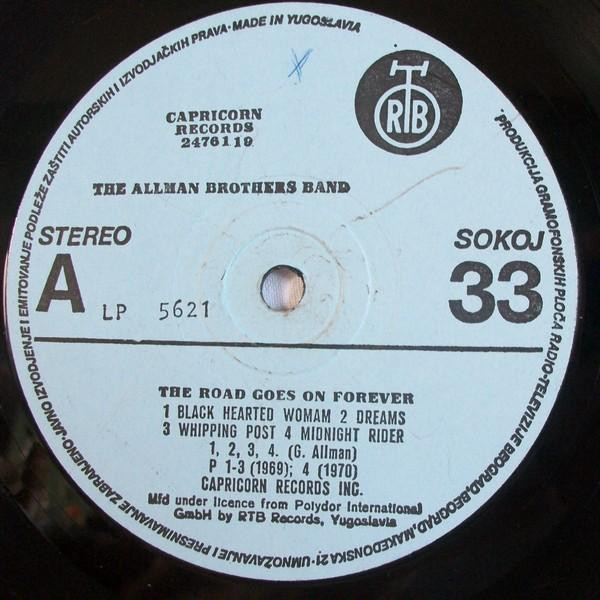 PRODUKCIJA GRAMOFONSKIH PLOČA RADIO-TELEVIZIJE BEOGRAD, BEOGRAD, MAKEDONSKA 21·UMNOŽAVANJE I PRESNIMAVANJE ZABRANJENO·JAVNO IZVODJENJE I EMITOVANJE PODLEŽE ZAŠTITI AUTORSKIH I IZVODJAČKIH PRAVA·MADE IN YUGOSLAVIA
RTB
CAPRICORN
RECORDS
2476119
THE ALLMAN BROTHERS BAND
STEREO
SOKOJ
A
33
LP 5621
THE ROAD GOES ON FOREVER
1 BLACK HEARTED WOMAM 2 DREAMS
3 WHIPPING POST 4 MIDNIGHT RIDER
1, 2, 3, 4. (G. Allman)
P 1-3 (1969); 4 (1970)
CAPRICORN RECORDS INC.
Mfd under licence from Polydor International
GmbH by RTB Records, Yugoslavia